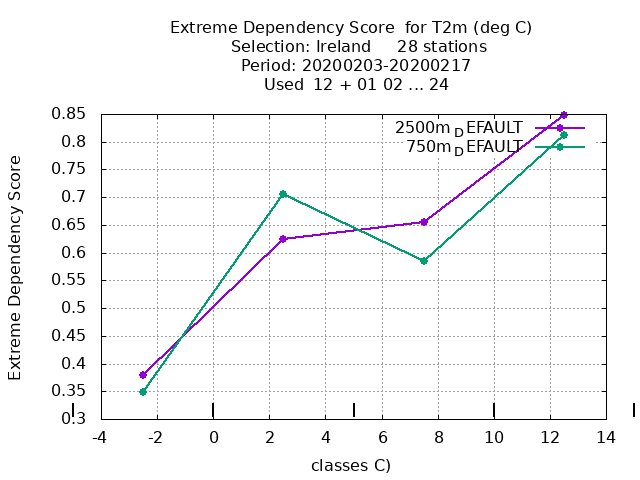 Extreme Dependency Score  for T2m (deg C)
Selection: Ireland     28 stations
Period: 20200203-20200217
Used  12 + 01 02 ... 24
2500m_DEFAULT
750m_DEFAULT
Extreme Dependency Score
0.85
0.8
0.75
0.7
0.65
0.6
0.55
0.5
0.45
0.4
0.35
0.3
-4 -2 0 2 4 6 8 10 12 14
classes C)